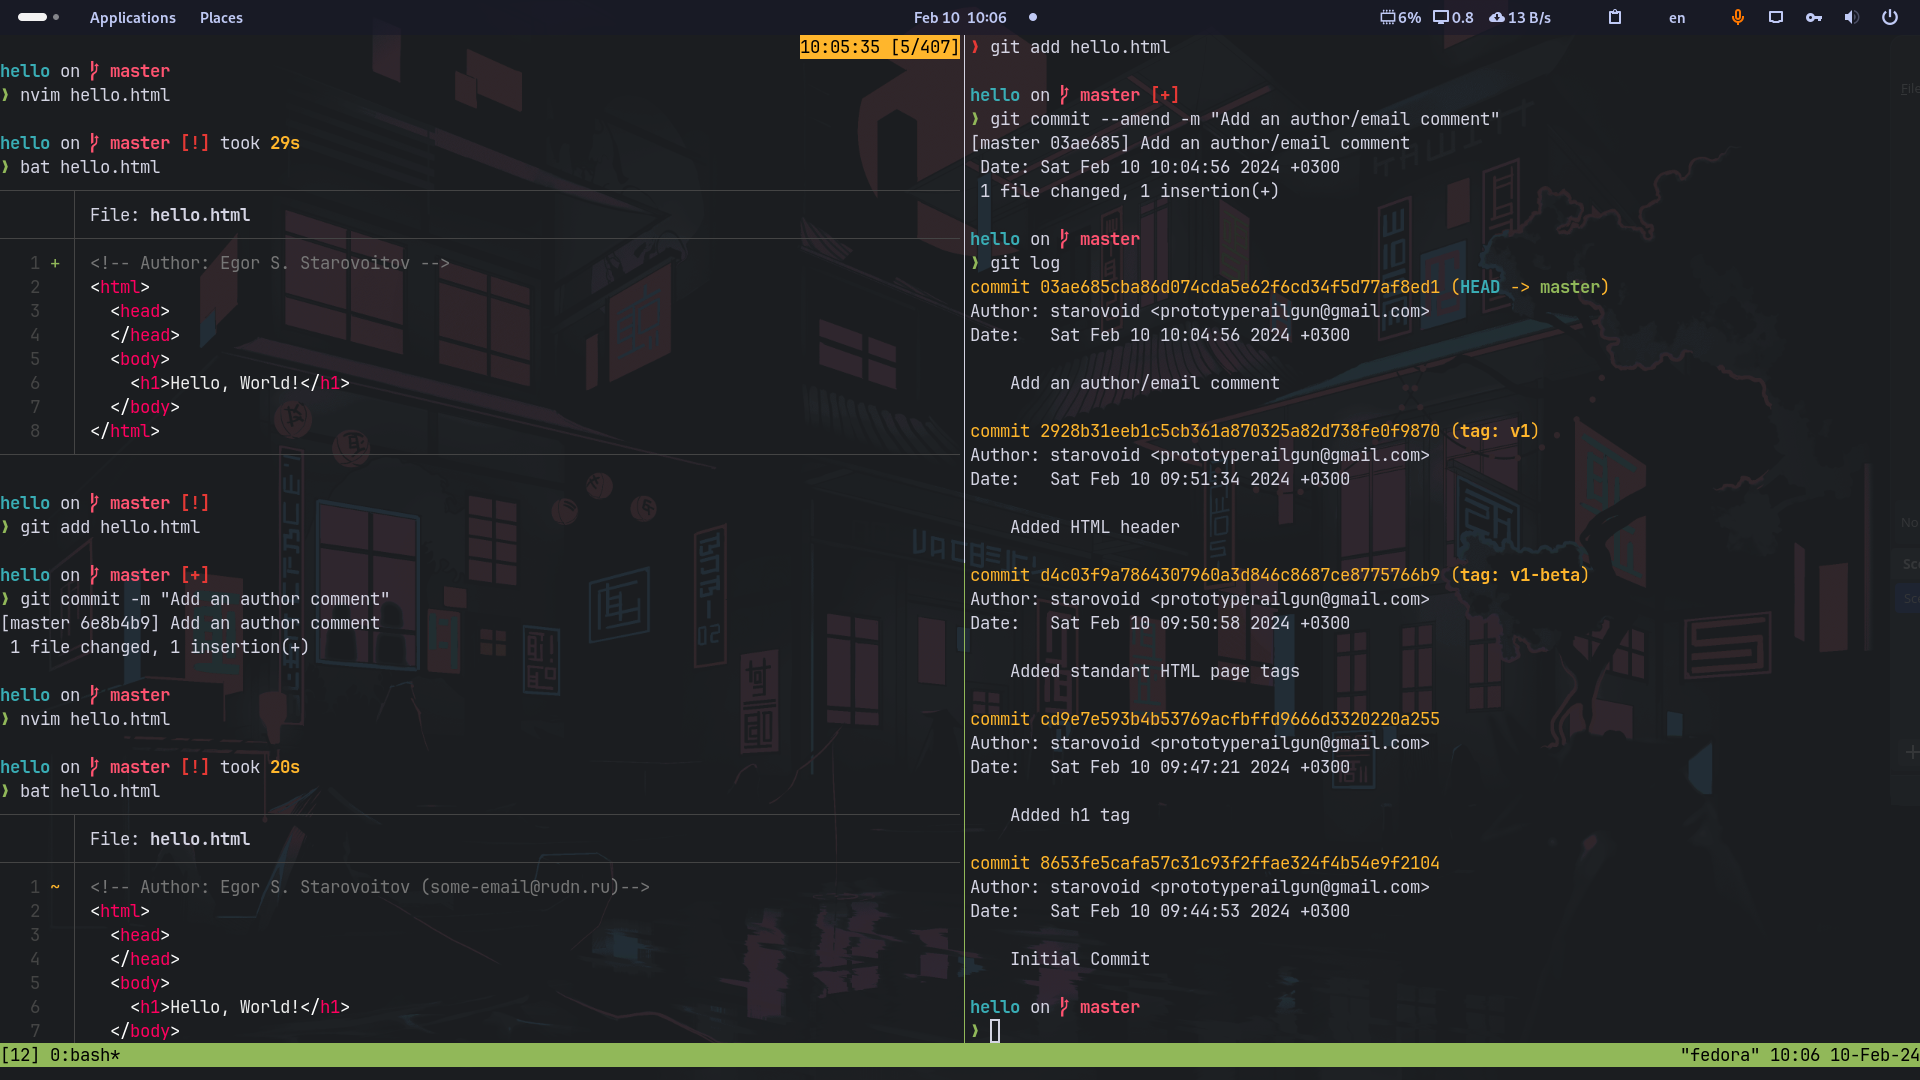 Applications Places Feb 10 10:06 6% 0.8 13 B/s en
10:05:35 [5/407]
hello on master
❯ nvim hello.html
hello on master [!] took 29s
❯ bat hello.html
File: hello.html
1 + <!-- Author: Egor S. Starovoitov -->
2 <html>
3 <head>
4 </head>
5 <body>
6 <h1>Hello, World!</h1>
7 </body>
8 </html>
hello on master [!]
❯ git add hello.html
hello on master [+]
❯ git commit -m "Add an author comment"
[master 6e8b4b9] Add an author comment
1 file changed, 1 insertion(+)
hello on master
❯ nvim hello.html
hello on master [!] took 20s
❯ bat hello.html
File: hello.html
1 ~ <!-- Author: Egor S. Starovoitov (some-email@rudn.ru)-->
2 <html>
3 <head>
4 </head>
5 <body>
6 <h1>Hello, World!</h1>
7 </body>
❯ git add hello.html
hello on master [+]
❯ git commit --amend -m "Add an author/email comment"
[master 03ae685] Add an author/email comment
Date: Sat Feb 10 10:04:56 2024 +0300
1 file changed, 1 insertion(+)
hello on master
❯ git log
commit 03ae685cba86d074cda5e62f6cd34f5d77af8ed1 (HEAD -> master)
Author: starovoid <prototyperailgun@gmail.com>
Date: Sat Feb 10 10:04:56 2024 +0300
Add an author/email comment
commit 2928b31eeb1c5cb361a870325a82d738fe0f9870 (tag: v1)
Author: starovoid <prototyperailgun@gmail.com>
Date: Sat Feb 10 09:51:34 2024 +0300
Added HTML header
commit d4c03f9a7864307960a3d846c8687ce8775766b9 (tag: v1-beta)
Author: starovoid <prototyperailgun@gmail.com>
Date: Sat Feb 10 09:50:58 2024 +0300
Added standart HTML page tags
commit cd9e7e593b4b53769acfbffd9666d3320220a255
Author: starovoid <prototyperailgun@gmail.com>
Date: Sat Feb 10 09:47:21 2024 +0300
Added h1 tag
commit 8653fe5cafa57c31c93f2ffae324f4b54e9f2104
Author: starovoid <prototyperailgun@gmail.com>
Date: Sat Feb 10 09:44:53 2024 +0300
Initial Commit
hello on master
❯
[12] 0:bash* "fedora" 10:06 10-Feb-24